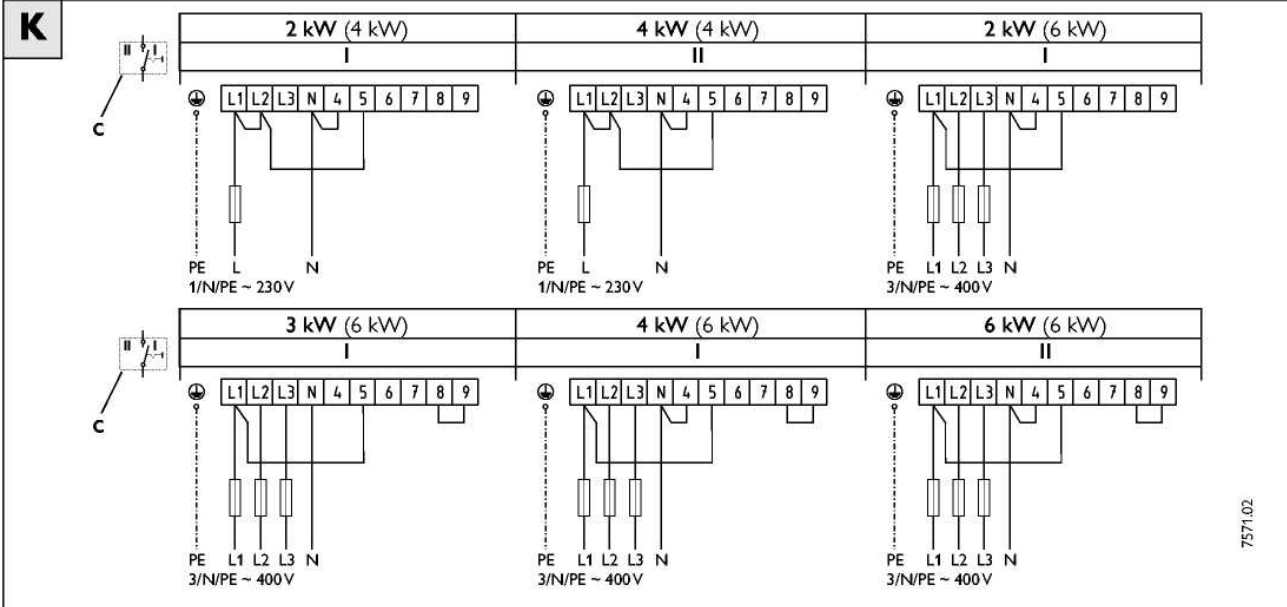 K
2 kW (4 kW) 4 kW (4 kW) 2 kW (6 kW)
II I
I II I
L1 L2 L3 N 4 5 6 7 8 9 L1 L2 L3 N 4 5 6 7 8 9 L1 L2 L3 N 4 5 6 7 8 9
C
PE L N PE L N PE L1 L2 L3 N
1/N/PE ~ 230 V 1/N/PE ~ 230 V 3/N/PE ~ 400 V
3 kW (6 kW) 4 kW (6 kW) 6 kW (6 kW)
II I
I I II
L1 L2 L3 N 4 5 6 7 8 9 L1 L2 L3 N 4 5 6 7 8 9 L1 L2 L3 N 4 5 6 7 8 9
C
PE L1 L2 L3 N PE L1 L2 L3 N PE L1 L2 L3 N
3/N/PE ~ 400 V 3/N/PE ~ 400 V 3/N/PE ~ 400 V
7571.02